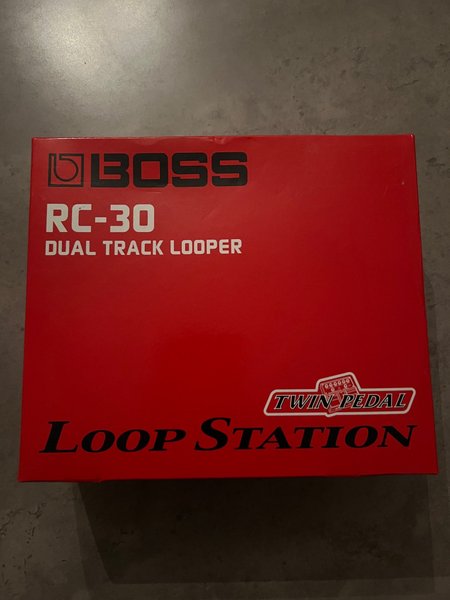 BOSS
RC-30
DUAL TRACK LOOPER
TWIN PEDAL
LOOP STATION